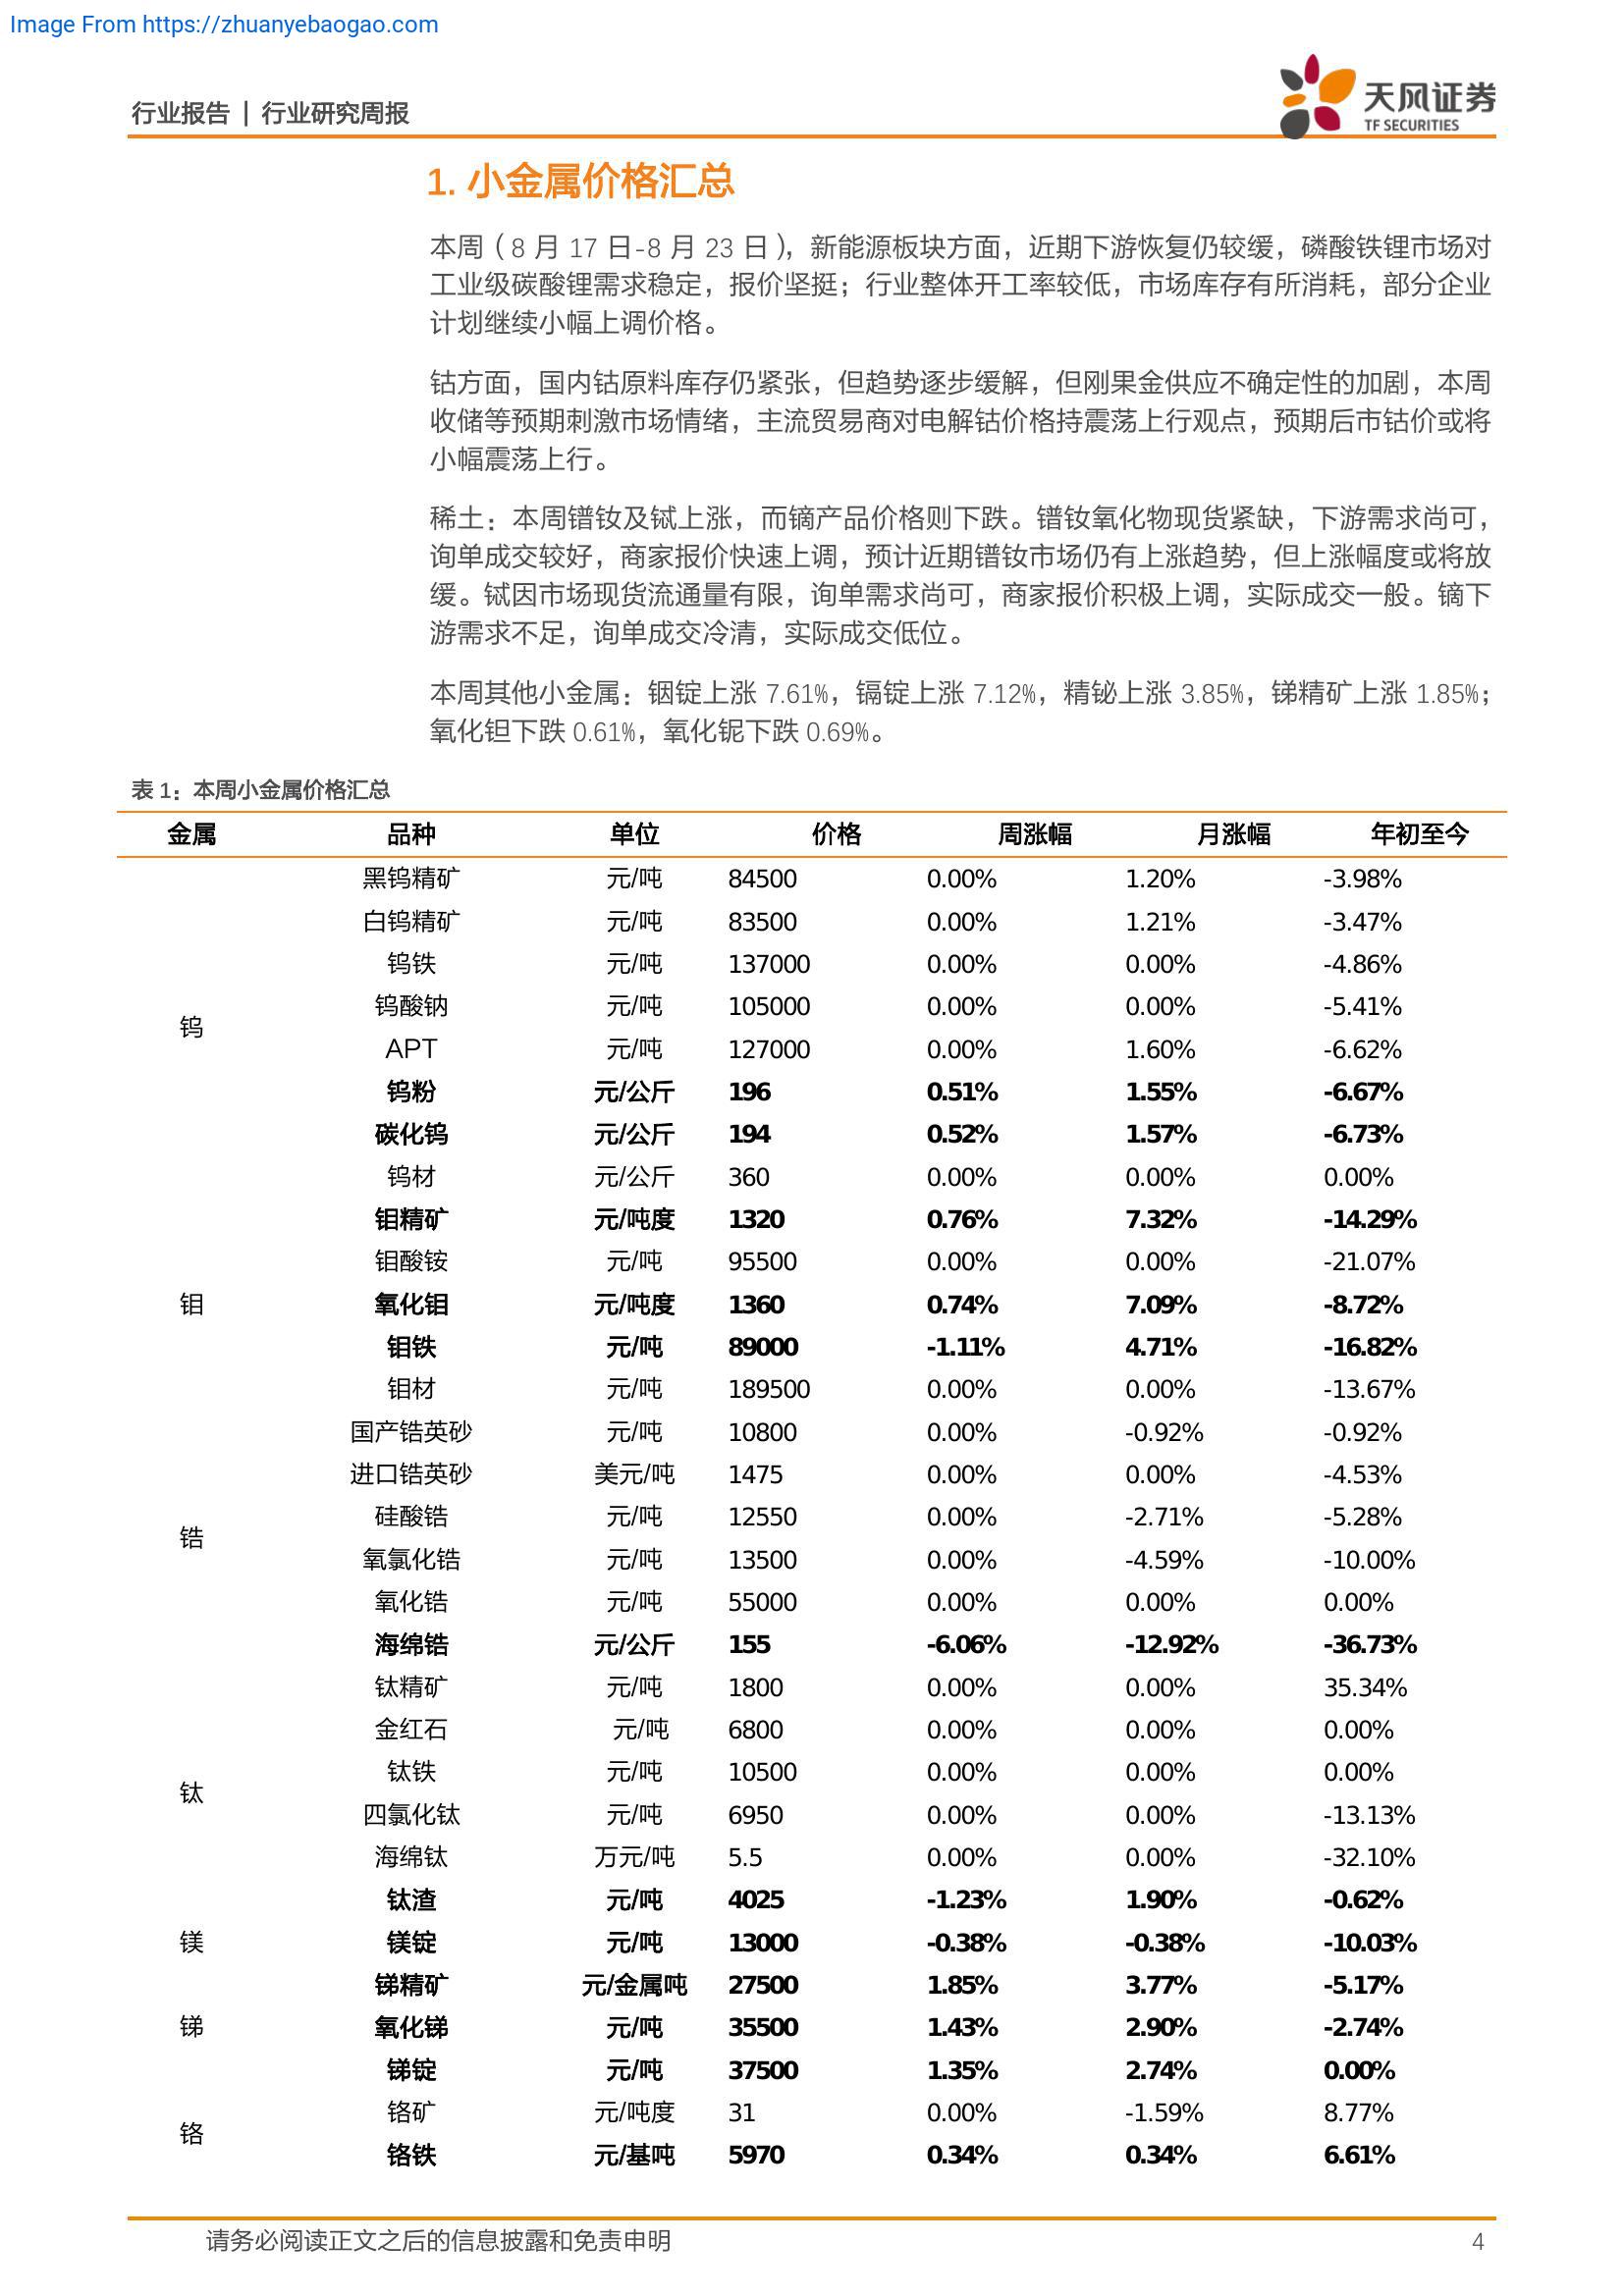 Image From https://zhuanyebaogao.com
行业报告 | 行业研究周报
天风证券
TF SECURITIES
1. 小金属价格汇总
本周（8 月 17 日-8 月 23 日），新能源板块方面，近期下游恢复仍较缓，磷酸铁锂市场对
工业级碳酸锂需求稳定，报价坚挺；行业整体开工率较低，市场库存有所消耗，部分企业
计划继续小幅上调价格。
钴方面，国内钴原料库存仍紧张，但趋势逐步缓解，但刚果金供应不确定性的加剧，本周
收储等预期刺激市场情绪，主流贸易商对电解钴价格持震荡上行观点，预期后市钴价或将
小幅震荡上行。
稀土：本周镨钕及铽上涨，而镝产品价格则下跌。镨钕氧化物现货紧缺，下游需求尚可，
询单成交较好，商家报价快速上调，预计近期镨钕市场仍有上涨趋势，但上涨幅度或将放
缓。铽因市场现货流通量有限，询单需求尚可，商家报价积极上调，实际成交一般。镝下
游需求不足，询单成交冷清，实际成交低位。
本周其他小金属：铟锭上涨 7.61%，镉锭上涨 7.12%，精铋上涨 3.85%，锑精矿上涨 1.85%；
氧化钽下跌 0.61%，氧化铌下跌 0.69%。
表 1：本周小金属价格汇总
金属 品种 单位 价格 周涨幅 月涨幅 年初至今
黑钨精矿 元/吨 84500 0.00% 1.20% -3.98%
白钨精矿 元/吨 83500 0.00% 1.21% -3.47%
钨铁 元/吨 137000 0.00% 0.00% -4.86%
钨酸钠 元/吨 105000 0.00% 0.00% -5.41%
钨
APT 元/吨 127000 0.00% 1.60% -6.62%
钨粉 元/公斤 196 0.51% 1.55% -6.67%
碳化钨 元/公斤 194 0.52% 1.57% -6.73%
钨材 元/公斤 360 0.00% 0.00% 0.00%
钼精矿 元/吨度 1320 0.76% 7.32% -14.29%
钼酸铵 元/吨 95500 0.00% 0.00% -21.07%
钼 氧化钼 元/吨度 1360 0.74% 7.09% -8.72%
钼铁 元/吨 89000 -1.11% 4.71% -16.82%
钼材 元/吨 189500 0.00% 0.00% -13.67%
国产锆英砂 元/吨 10800 0.00% -0.92% -0.92%
进口锆英砂 美元/吨 1475 0.00% 0.00% -4.53%
硅酸锆 元/吨 12550 0.00% -2.71% -5.28%
锆
氧氯化锆 元/吨 13500 0.00% -4.59% -10.00%
氧化锆 元/吨 55000 0.00% 0.00% 0.00%
海绵锆 元/公斤 155 -6.06% -12.92% -36.73%
钛精矿 元/吨 1800 0.00% 0.00% 35.34%
金红石 元/吨 6800 0.00% 0.00% 0.00%
钛铁 元/吨 10500 0.00% 0.00% 0.00%
钛
四氯化钛 元/吨 6950 0.00% 0.00% -13.13%
海绵钛 万元/吨 5.5 0.00% 0.00% -32.10%
钛渣 元/吨 4025 -1.23% 1.90% -0.62%
镁 镁锭 元/吨 13000 -0.38% -0.38% -10.03%
锑精矿 元/金属吨 27500 1.85% 3.77% -5.17%
锑 氧化锑 元/吨 35500 1.43% 2.90% -2.74%
锑锭 元/吨 37500 1.35% 2.74% 0.00%
铬矿 元/吨度 31 0.00% -1.59% 8.77%
铬
铬铁 元/基吨 5970 0.34% 0.34% 6.61%
请务必阅读正文之后的信息披露和免责申明 4